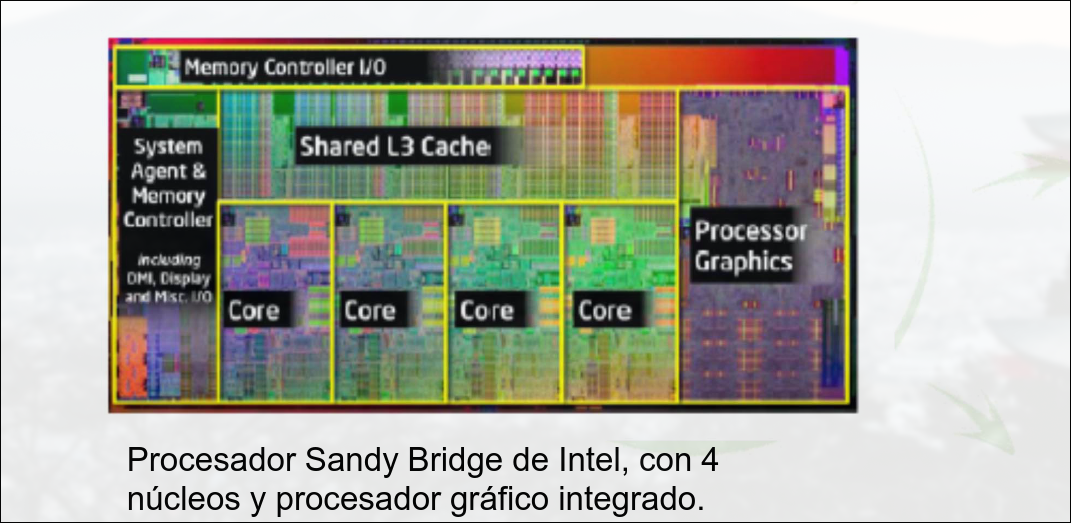 Memory Controller I/O
Shared L3 Cache
System
Agent &
Memory
Controller
including
DMI, Display
and Misc. I/O
Core
Core
Core
Core
Processor
Graphics
Procesador Sandy Bridge de Intel, con 4
núcleos y procesador gráfico integrado.